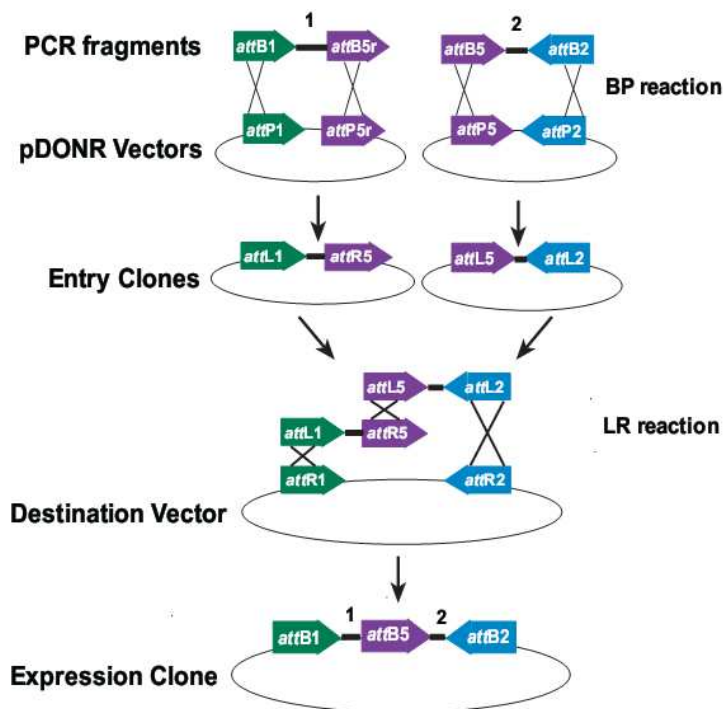 1
2
PCR fragments
attB1
attB5r
attB5
attB2
BP reaction
attP1
attP5r
attP5
attP2
pDONR Vectors
attL1
attR5
attL5
attL2
Entry Clones
attL5
attL2
attL1
attR5
LR reaction
attR1
attR2
Destination Vector
1
2
attB1
attB5
attB2
Expression Clone